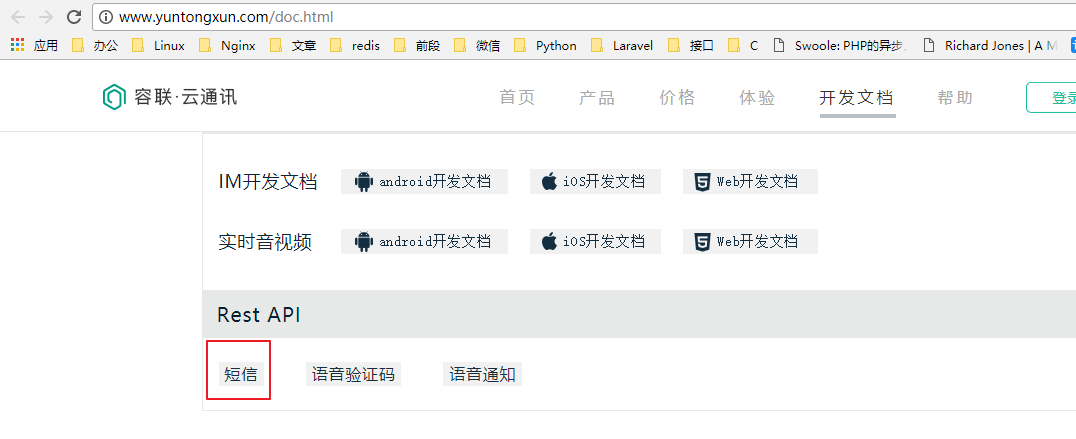 www.yuntongxun.com/doc.html
应用 办公 Linux Nginx 文章 redis 前段 微信 Python Laravel 接口 C Swoole: PHP的异步 Richard Jones | A M
容联·云通讯 首页 产品 价格 体验 开发文档 帮助 登录
IM开发文档 android开发文档 iOS开发文档 Web开发文档
实时音视频 android开发文档 iOS开发文档 Web开发文档
Rest API
短信 语音验证码 语音通知